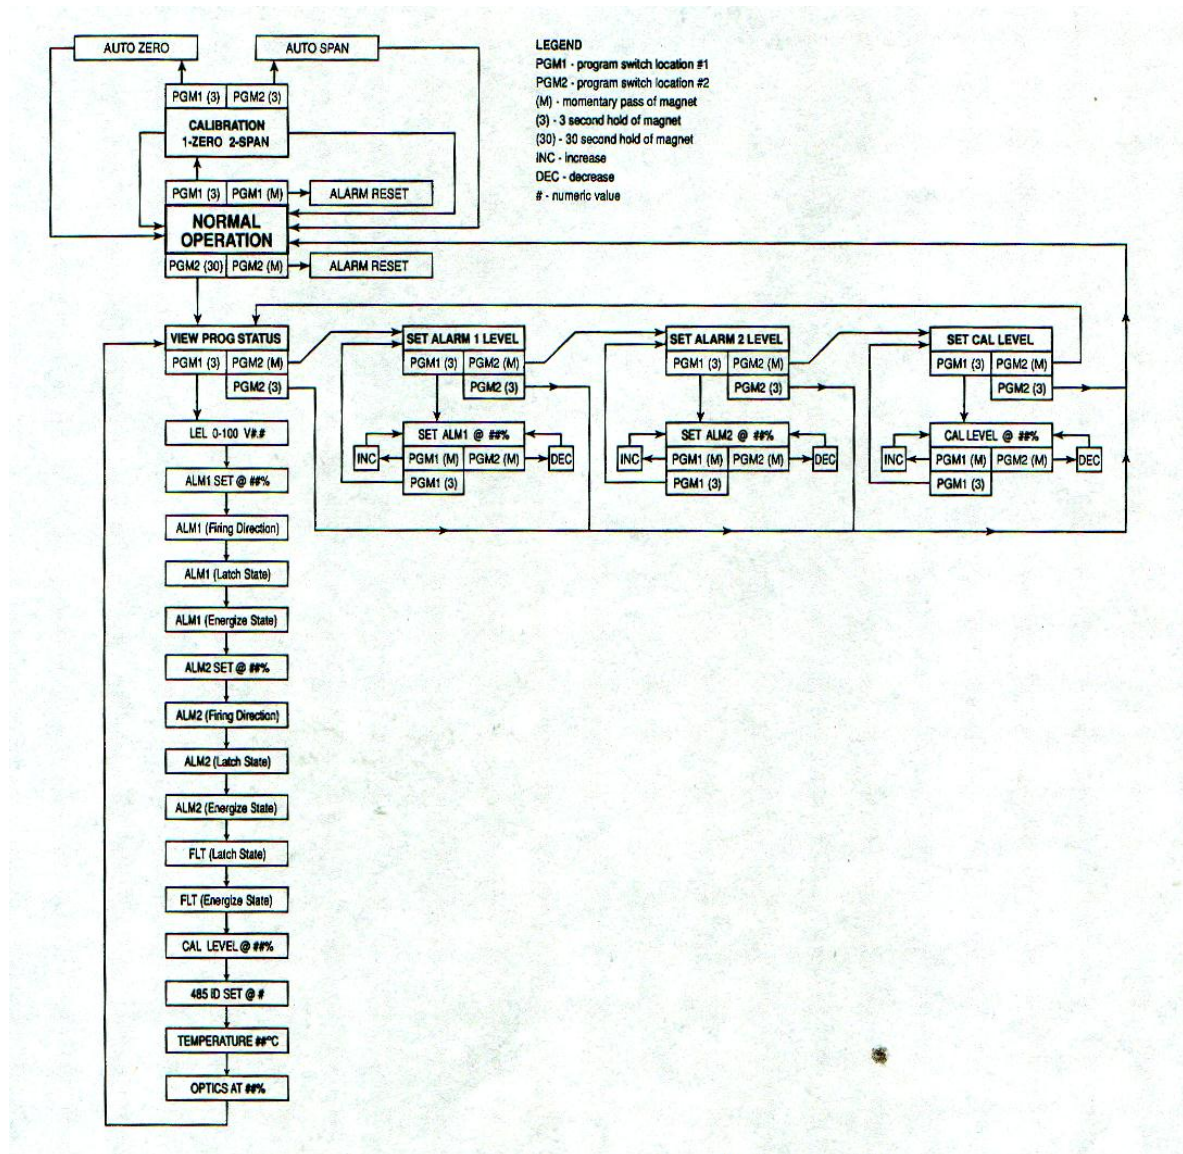 AUTO ZERO
AUTO SPAN
PGM1 (3) PGM2 (3)
CALIBRATION
1-ZERO 2-SPAN
PGM1 (3) PGM1 (M)
ALARM RESET
NORMAL
OPERATION
PGM2 (30) PGM2 (M)
ALARM RESET
LEGEND
PGM1 - program switch location #1
PGM2 - program switch location #2
(M) - momentary pass of magnet
(3) - 3 second hold of magnet
(30) - 30 second hold of magnet
INC - increase
DEC - decrease
# - numeric value
VIEW PROG STATUS
PGM1 (3) PGM2 (M)
PGM2 (3)
SET ALARM 1 LEVEL
PGM1 (3) PGM2 (M)
PGM2 (3)
SET ALM1 @ ##%
INC PGM1 (M) PGM2 (M) DEC
PGM1 (3)
SET ALARM 2 LEVEL
PGM1 (3) PGM2 (M)
PGM2 (3)
SET ALM2 @ ##%
INC PGM1 (M) PGM2 (M) DEC
PGM1 (3)
SET CAL LEVEL
PGM1 (3) PGM2 (M)
PGM2 (3)
CAL LEVEL @ ##%
INC PGM1 (M) PGM2 (M) DEC
PGM1 (3)
LEL 0-100 V#.#
ALM1 SET @ ##%
ALM1 (Firing Direction)
ALM1 (Latch State)
ALM1 (Energize State)
ALM2 SET @ ##%
ALM2 (Firing Direction)
ALM2 (Latch State)
ALM2 (Energize State)
FLT (Latch State)
FLT (Energize State)
CAL LEVEL @ ##%
485 ID SET @ #
TEMPERATURE ##°C
OPTICS AT ##%